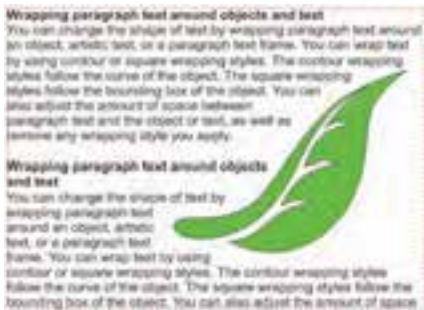 Wrapping paragraph text around objects and text
You can change the shape of text by wrapping paragraph text around
an object, artistic text, or a paragraph text frame. You can wrap text
by using contour or square wrapping styles. The contour wrapping
styles follow the curve of the object. The square wrapping
styles follow the bounding box of the object. You can
also adjust the amount of space between
paragraph text and the object or text, as well as
remove any wrapping style you apply.
Wrapping paragraph text around objects
and text
You can change the shape of text by
wrapping paragraph text
around an object, artistic
text, or a paragraph text
frame. You can wrap text by using
contour or square wrapping styles. The contour wrapping styles
follow the curve of the object. The square wrapping styles follow the
bounding box of the object. You can also adjust the amount of space